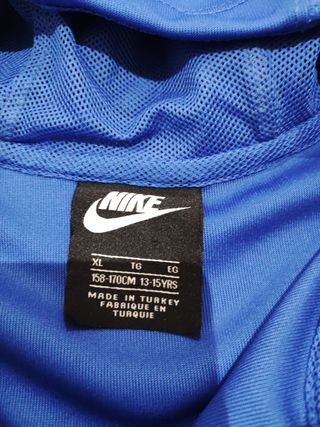 NIKE
XL TG EG
158-170CM 13-15YRS
MADE IN TURKEY
FABRIQUE EN
TURQUIE